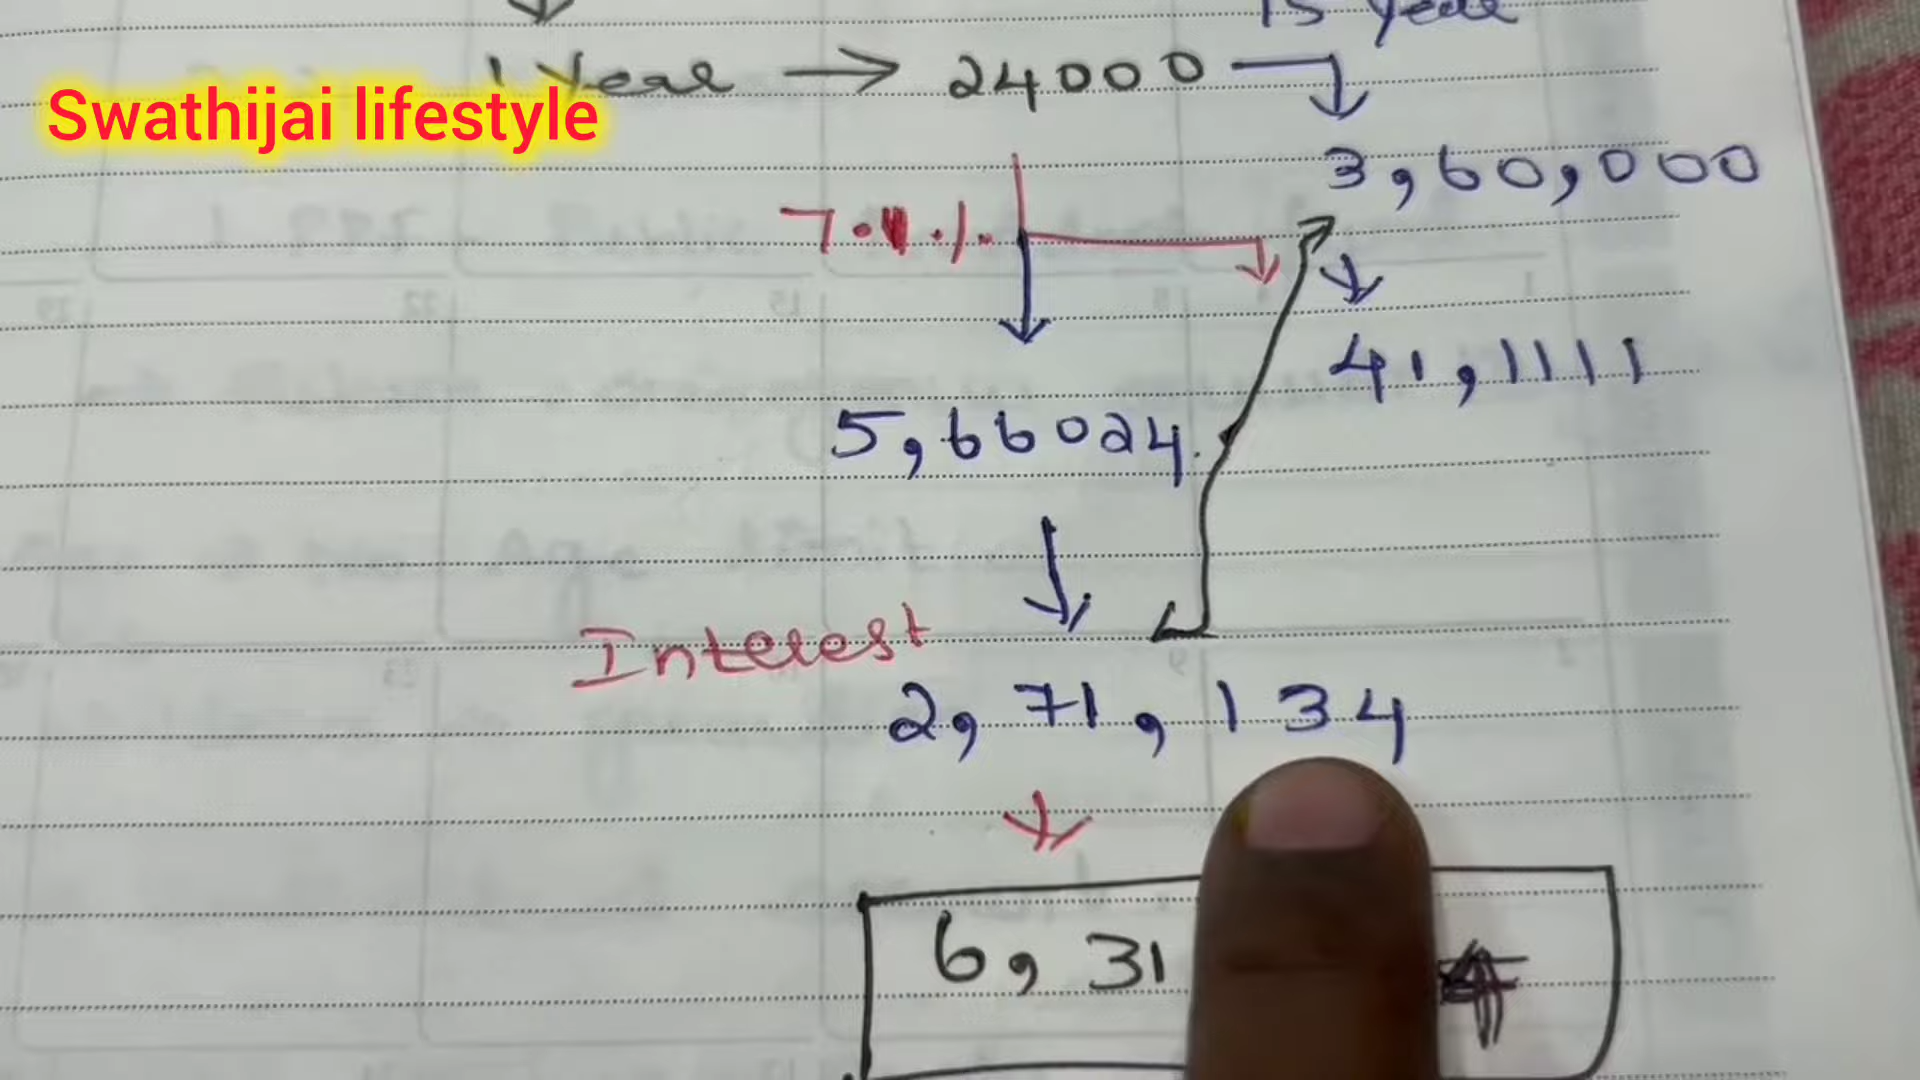 15 Year
1 Year → 24000
Swathijai lifestyle
3,60,000
7.1%
41,1111
5,66024
Interest
2,71,134
6,31